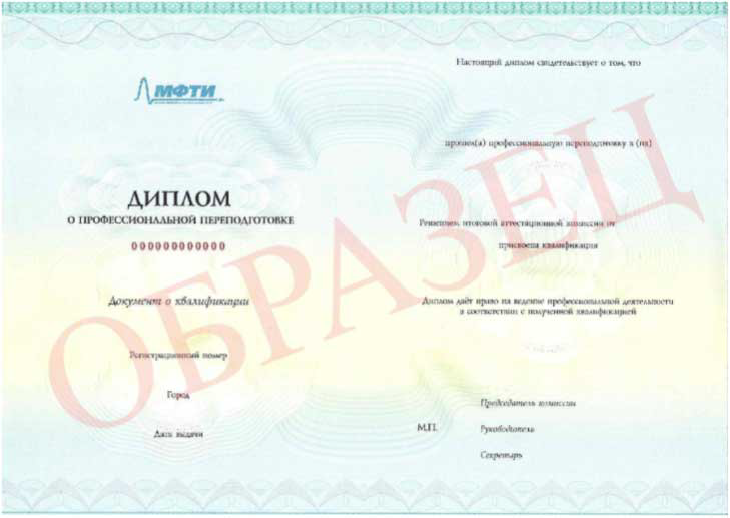 МФТИ
ДИПЛОМ
О ПРОФЕССИОНАЛЬНОЙ ПЕРЕПОДГОТОВКЕ
000000000000
Документ о квалификации
Регистрационный номер
Город
Дата выдачи
Настоящий диплом свидетельствует о том, что
прошел(а) профессиональную переподготовку в (на)
Решением итоговой аттестационной комиссии от
присвоена квалификация
Диплом даёт право на ведение профессиональной деятельности
в соответствии с полученной квалификацией
Председатель комиссии
М.П.
Руководитель
Секретарь
ОБРАЗЕЦ